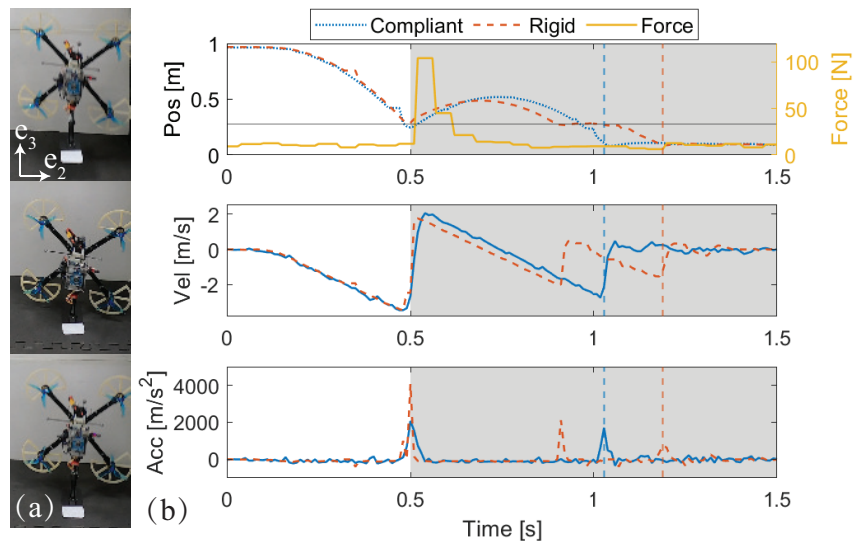 Compliant Rigid Force
1
0.5
0
Pos [m]
100
50
0
Force [N]
0 0.5 1 1.5
e3
e2
2
0
-2
Vel [m/s]
0 0.5 1 1.5
4000
2000
0
Acc [m/s²]
0 0.5 1 1.5
Time [s]
(a) (b)